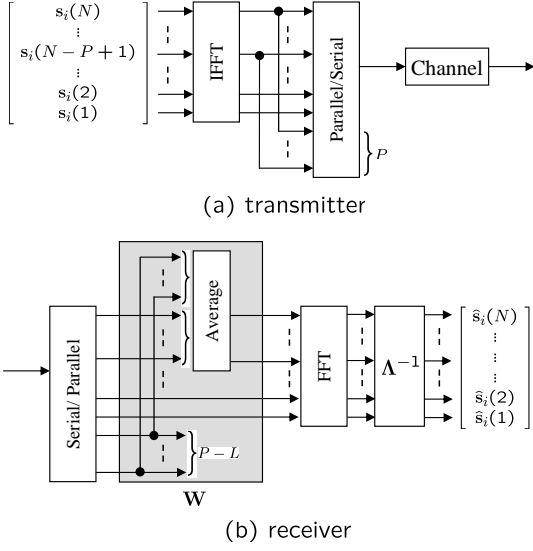 s_i(N)
⋮
s_i(N − P + 1)
⋮
s_i(2)
s_i(1)
IFFT
Parallel/Serial
Channel
P
(a) transmitter
Serial/ Parallel
Average
P − L
W
FFT
Λ⁻¹
ŝ_i(N)
⋮
⋮
ŝ_i(2)
ŝ_i(1)
(b) receiver